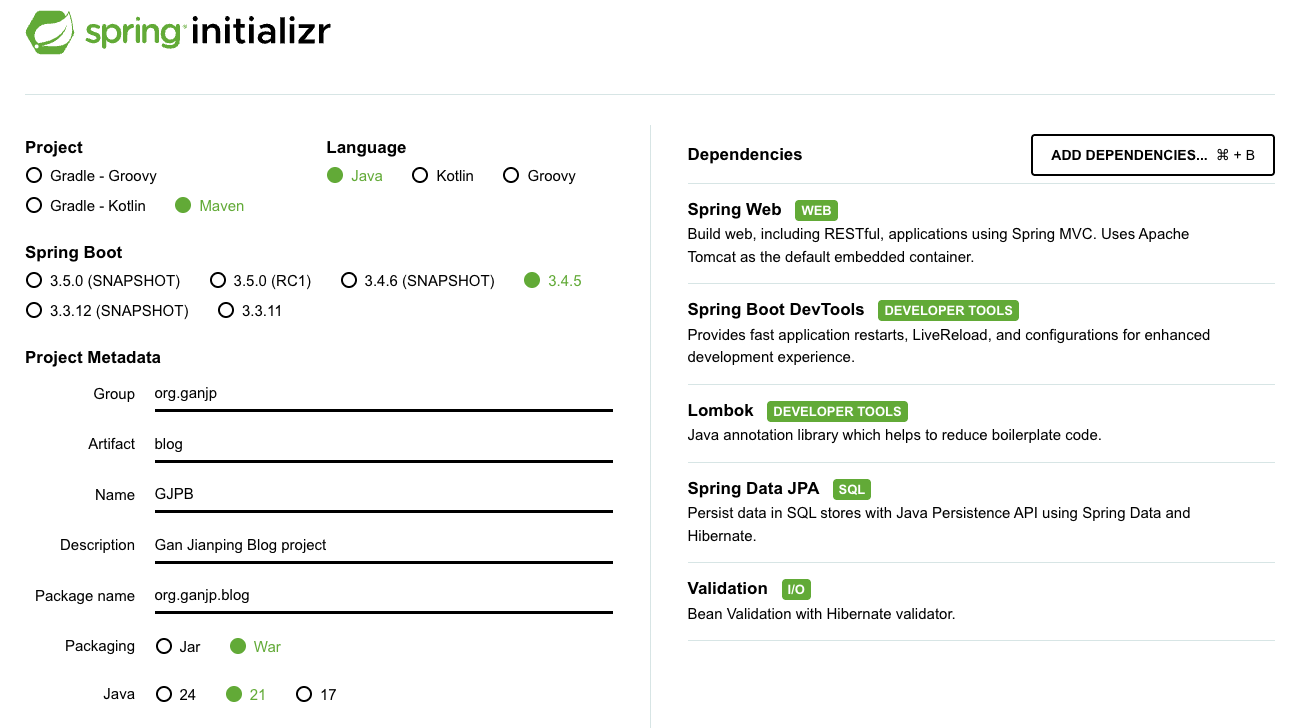 spring initializr
Project
Gradle - Groovy
Gradle - Kotlin Maven
Language
Java Kotlin Groovy
Spring Boot
3.5.0 (SNAPSHOT) 3.5.0 (RC1) 3.4.6 (SNAPSHOT) 3.4.5
3.3.12 (SNAPSHOT) 3.3.11
Project Metadata
Group org.ganjp
Artifact blog
Name GJPB
Description Gan Jianping Blog project
Package name org.ganjp.blog
Packaging Jar War
Java 24 21 17
Dependencies ADD DEPENDENCIES... ⌘ + B
Spring Web WEB
Build web, including RESTful, applications using Spring MVC. Uses Apache
Tomcat as the default embedded container.
Spring Boot DevTools DEVELOPER TOOLS
Provides fast application restarts, LiveReload, and configurations for enhanced
development experience.
Lombok DEVELOPER TOOLS
Java annotation library which helps to reduce boilerplate code.
Spring Data JPA SQL
Persist data in SQL stores with Java Persistence API using Spring Data and
Hibernate.
Validation I/O
Bean Validation with Hibernate validator.